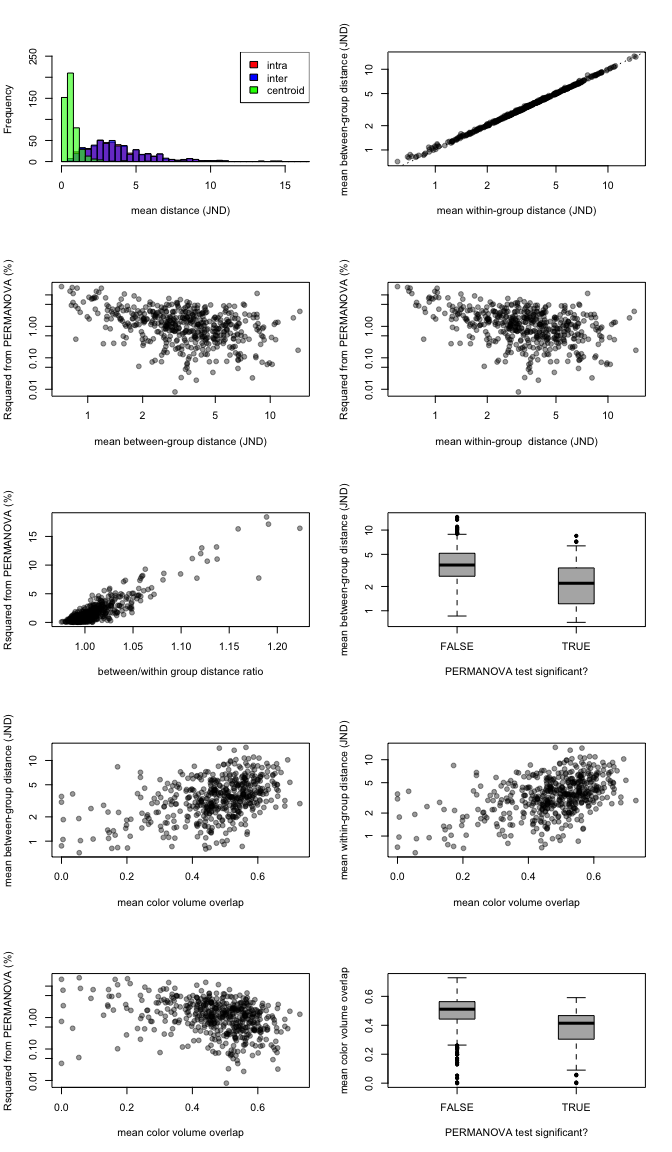 250
150
50
0
Frequency
intra
inter
centroid
0 5 10 15
mean distance (JND)
mean between-group distance (JND)
10
5
2
1
1 2 5 10
mean within-group distance (JND)
Rsquared from PERMANOVA (%)
1.00
0.10
0.01
1 2 5 10
mean between-group distance (JND)
Rsquared from PERMANOVA (%)
1.00
0.10
0.01
1 2 5 10
mean within-group distance (JND)
Rsquared from PERMANOVA (%)
15
10
5
0
1.00 1.05 1.10 1.15 1.20
between/within group distance ratio
mean between-group distance (JND)
10
5
2
1
FALSE TRUE
PERMANOVA test significant?
mean between-group distance (JND)
10
5
2
1
0.0 0.2 0.4 0.6
mean color volume overlap
mean within-group distance (JND)
10
5
2
1
0.0 0.2 0.4 0.6
mean color volume overlap
Rsquared from PERMANOVA (%)
1.00
0.10
0.01
0.0 0.2 0.4 0.6
mean color volume overlap
mean color volume overlap
0.6
0.4
0.2
0.0
FALSE TRUE
PERMANOVA test significant?